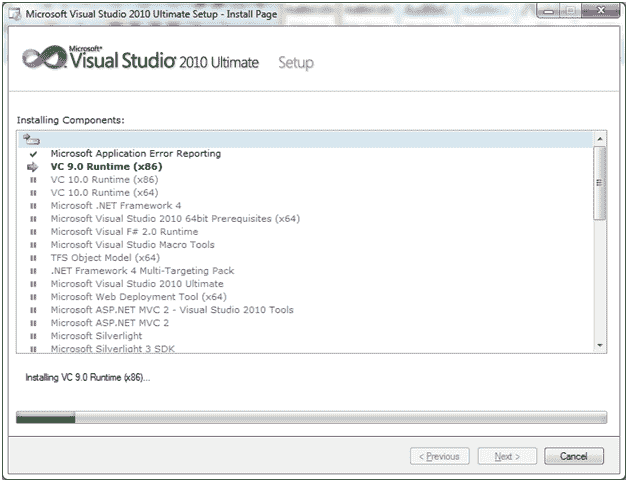 Microsoft Visual Studio 2010 Ultimate Setup - Install Page
Microsoft®
Visual Studio® 2010 Ultimate Setup
Installing Components:
Microsoft Application Error Reporting
VC 9.0 Runtime (x86)
VC 10.0 Runtime (x86)
VC 10.0 Runtime (x64)
Microsoft .NET Framework 4
Microsoft Visual Studio 2010 64bit Prerequisites (x64)
Microsoft Visual F# 2.0 Runtime
Microsoft Visual Studio Macro Tools
TFS Object Model (x64)
.NET Framework 4 Multi-Targeting Pack
Microsoft Visual Studio 2010 Ultimate
Microsoft Web Deployment Tool (x64)
Microsoft ASP.NET MVC 2 - Visual Studio 2010 Tools
Microsoft ASP.NET MVC 2
Microsoft Silverlight
Microsoft Silverlight 3 SDK
Installing VC 9.0 Runtime (x86)...
< Previous Next > Cancel